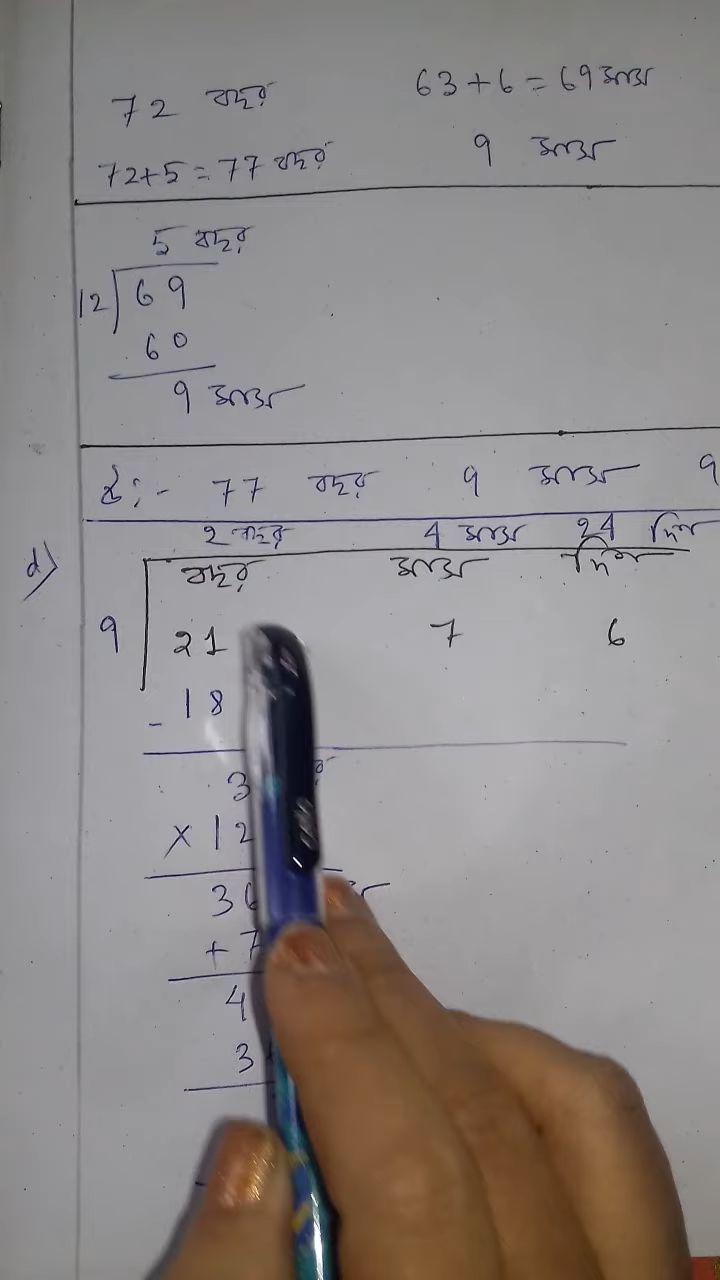 72 বছর 63 + 6 = 69 মাস
72+5 = 77 বছর 9 মাস
5 বছর
12 69
60
9 মাস
উঃ- 77 বছর 9 মাস 9
2 বছর 4 মাস 24 দিন
d) বছর মাস দিন
9 21 7 6
- 18
3
× 12
36
+ 7
4
3